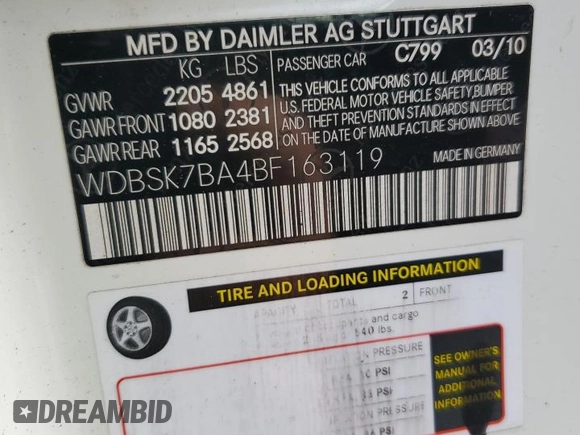 MFD BY DAIMLER AG STUTTGART
KG LBS PASSENGER CAR C799 03/10
GVWR 2205 4861
GAWR FRONT 1080 2381
GAWR REAR 1165 2568
THIS VEHICLE CONFORMS TO ALL APPLICABLE
U.S. FEDERAL MOTOR VEHICLE SAFETY,BUMPER
AND THEFT PREVENTION STANDARDS IN EFFECT
ON THE DATE OF MANUFACTURE SHOWN ABOVE.
WDBSK7BA4BF163119 MADE IN GERMANY
TIRE AND LOADING INFORMATION
TOTAL 2 FRONT
and cargo
540 lbs.
PRESSURE
PSI
PSI
PRESSURE
PSI
SEE OWNER'S
MANUAL FOR
ADDITIONAL
INFORMATION
DREAMBID